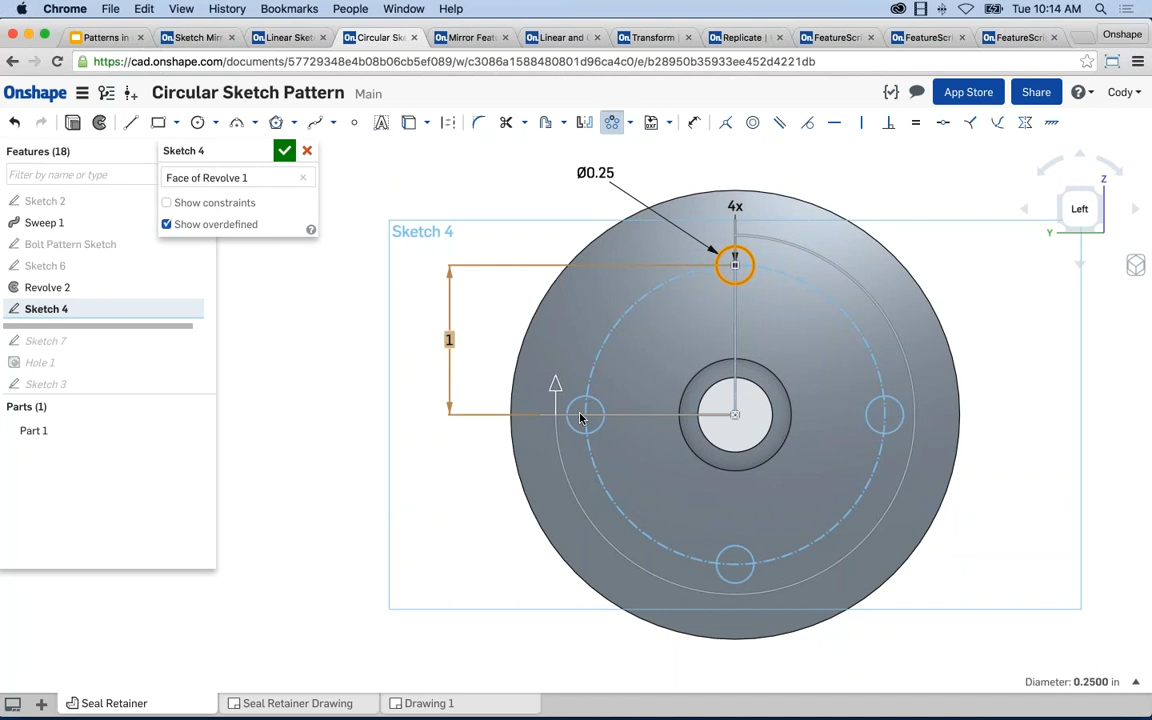 Chrome File Edit View History Bookmarks People Window Help Tue 10:14 AM
Patterns in Sketch Mirr Linear Sket Circular Ske Mirror Featu Linear and C Transform Replicate FeatureScri FeatureScri FeatureScri Onshape
https://cad.onshape.com/documents/57729348e4b08b06cb5ef089/w/c3086a1588480801d96ca4c0/e/b28950b35933ee452d4221db
Onshape Circular Sketch Pattern Main App Store Share Cody
Features (18)
Filter by name or type
Sketch 2
Sweep 1
Bolt Pattern Sketch
Sketch 6
Revolve 2
Sketch 4
Sketch 7
Hole 1
Sketch 3
Parts (1)
Part 1
Sketch 4
Face of Revolve 1
Show constraints
Show overdefined
Ø0.25
4x
Sketch 4
1
Left
Z
Y
Diameter: 0.2500 in
Seal Retainer Seal Retainer Drawing Drawing 1